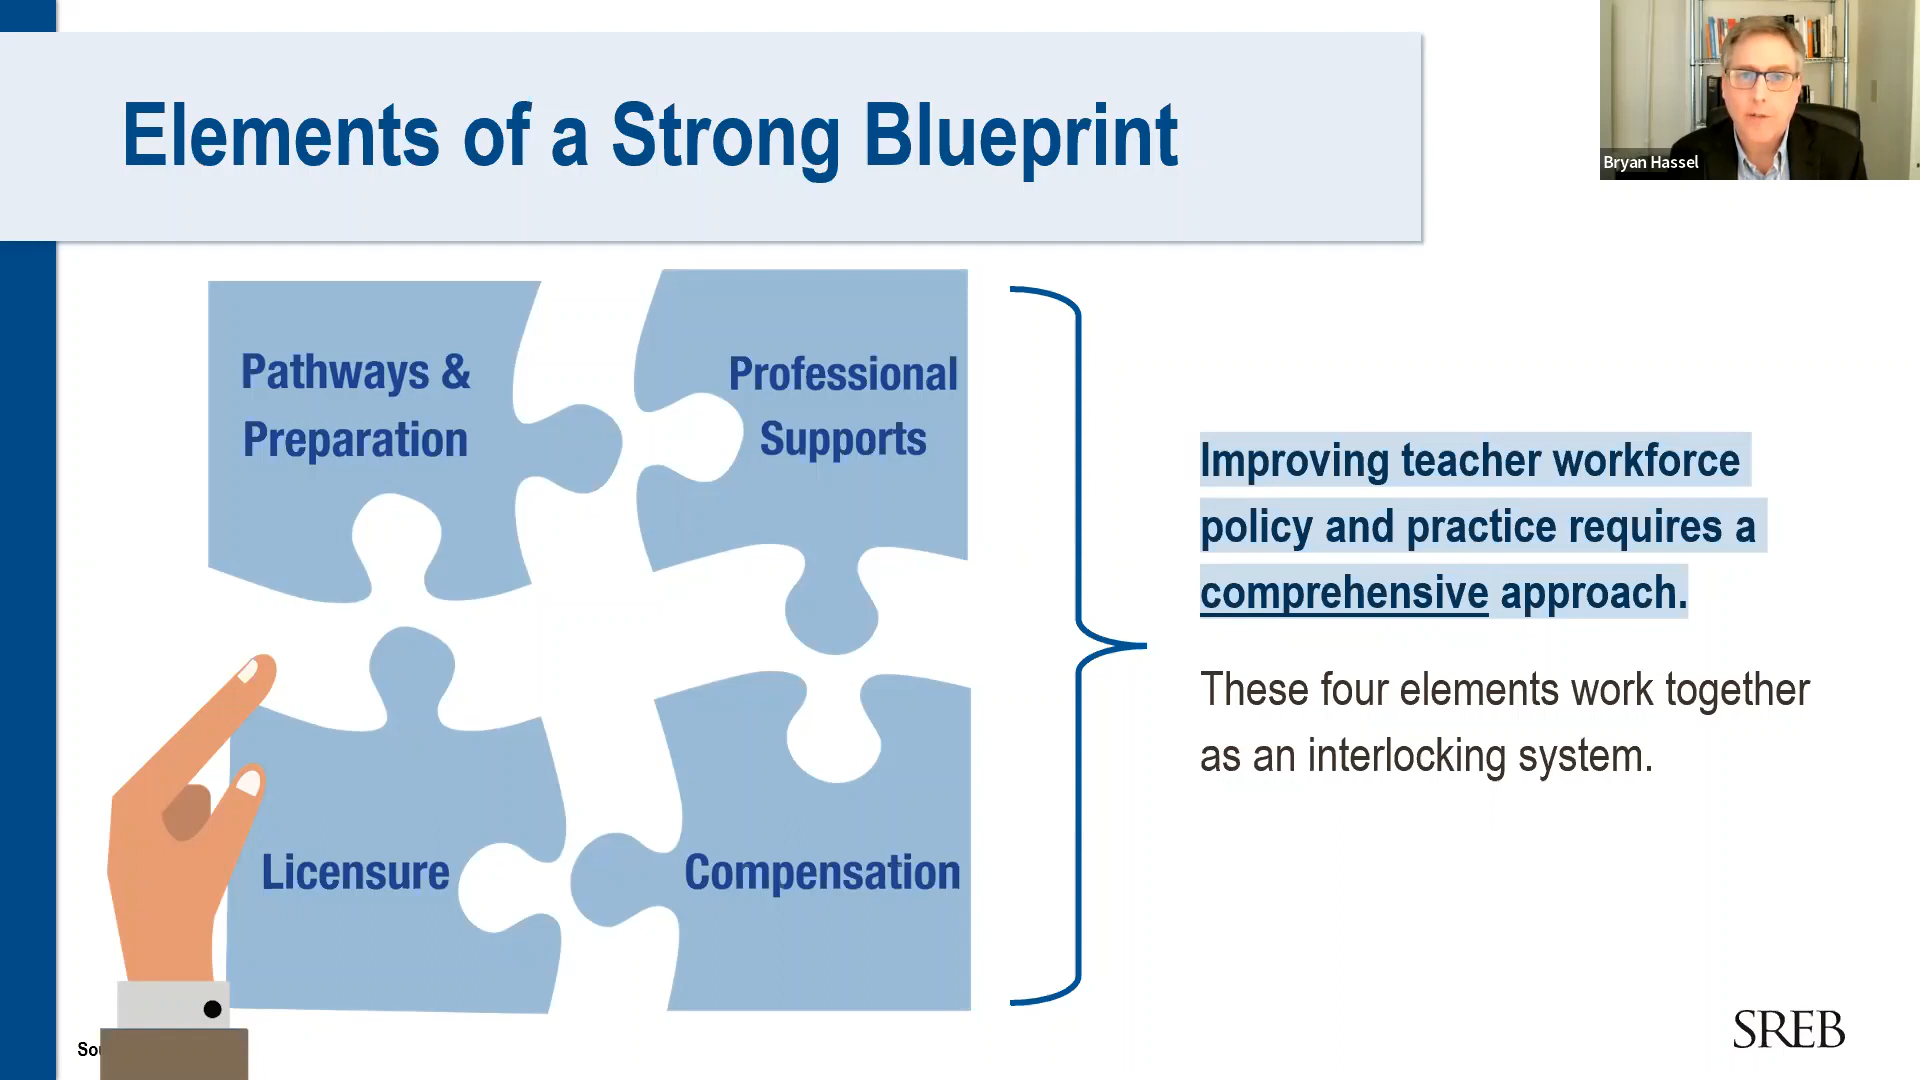 Elements of a Strong Blueprint
Bryan Hassel
Pathways &
Preparation
Professional
Supports
Licensure
Compensation
Improving teacher workforce
policy and practice requires a
comprehensive approach.
These four elements work together
as an interlocking system.
SREB